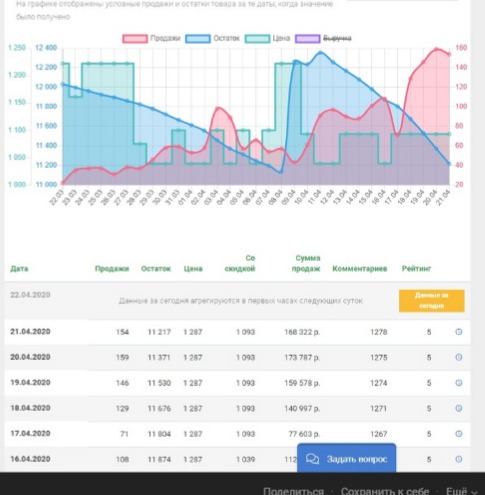 На графике отображены условные продажи и остатки товара за те даты, когда значение
было получено
Продажи Остаток Цена Выручка
1 250 12 400 160
1 200 12 200 140
12 000 120
1 150 11 800 100
1 100 11 600 80
11 400 60
1 050 11 200 40
1 000 11 000 20
22.03 23.03 24.03 25.03 26.03 27.03 28.03 29.03 30.03 31.03 01.04 02.04 03.04 04.04 05.04 06.04 07.04 08.04 09.04 10.04 11.04 12.04 13.04 14.04 15.04 16.04 17.04 18.04 19.04 20.04 21.04
Дата Продажи Остаток Цена Со скидкой Сумма продаж Комментариев Рейтинг
22.04.2020 Данные за сегодня агрегируются в первых часах следующих суток Данные за сегодня
21.04.2020 154 11 217 1 287 1 093 168 322 р. 1278 5
20.04.2020 159 11 371 1 287 1 093 173 787 р. 1275 5
19.04.2020 146 11 530 1 287 1 093 159 578 р. 1274 5
18.04.2020 129 11 676 1 287 1 093 140 997 р. 1271 5
17.04.2020 71 11 804 1 287 1 093 77 603 р. 1267 5
16.04.2020 108 11 874 1 287 1 039 112 Задать вопрос 5
Поделиться · Сохранить к себе · Ещё